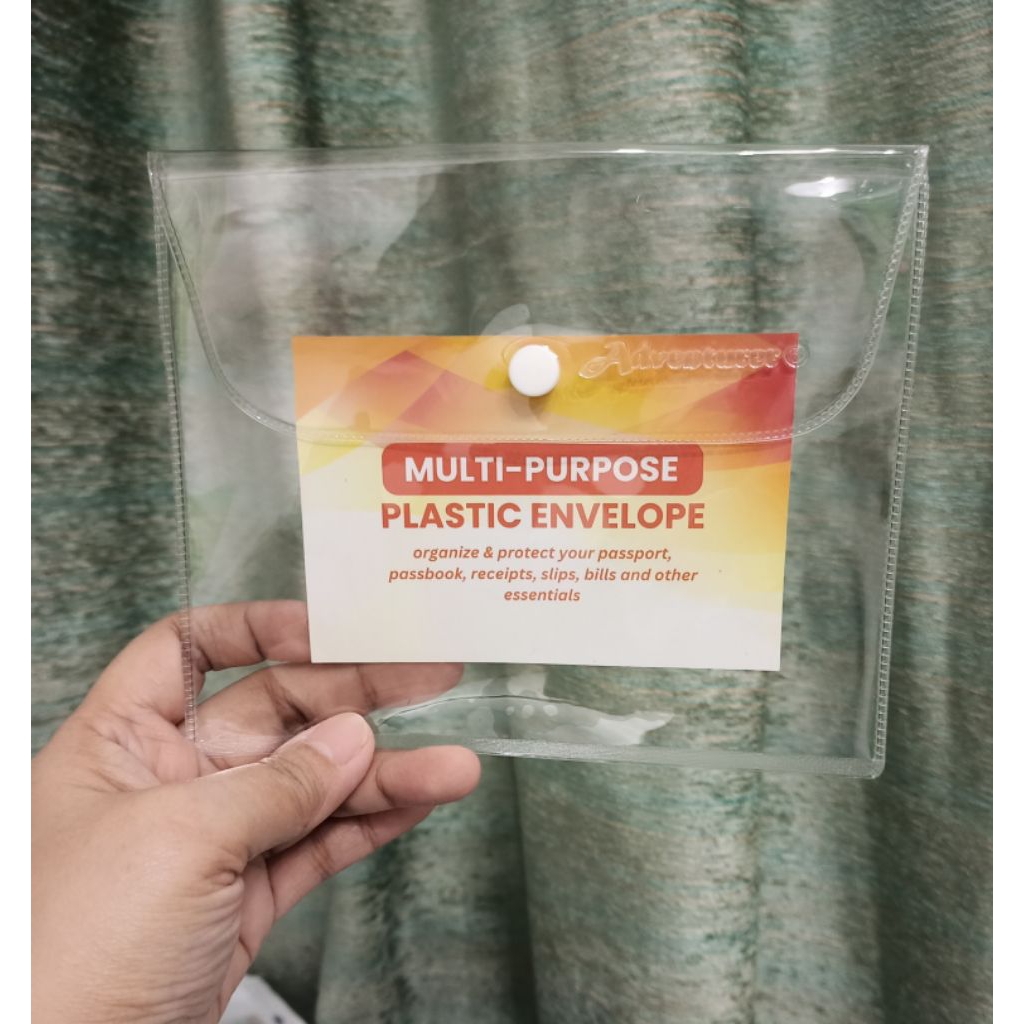 Adventurer®
MULTI-PURPOSE
PLASTIC ENVELOPE
organize & protect your passport,
passbook, receipts, slips, bills and other
essentials